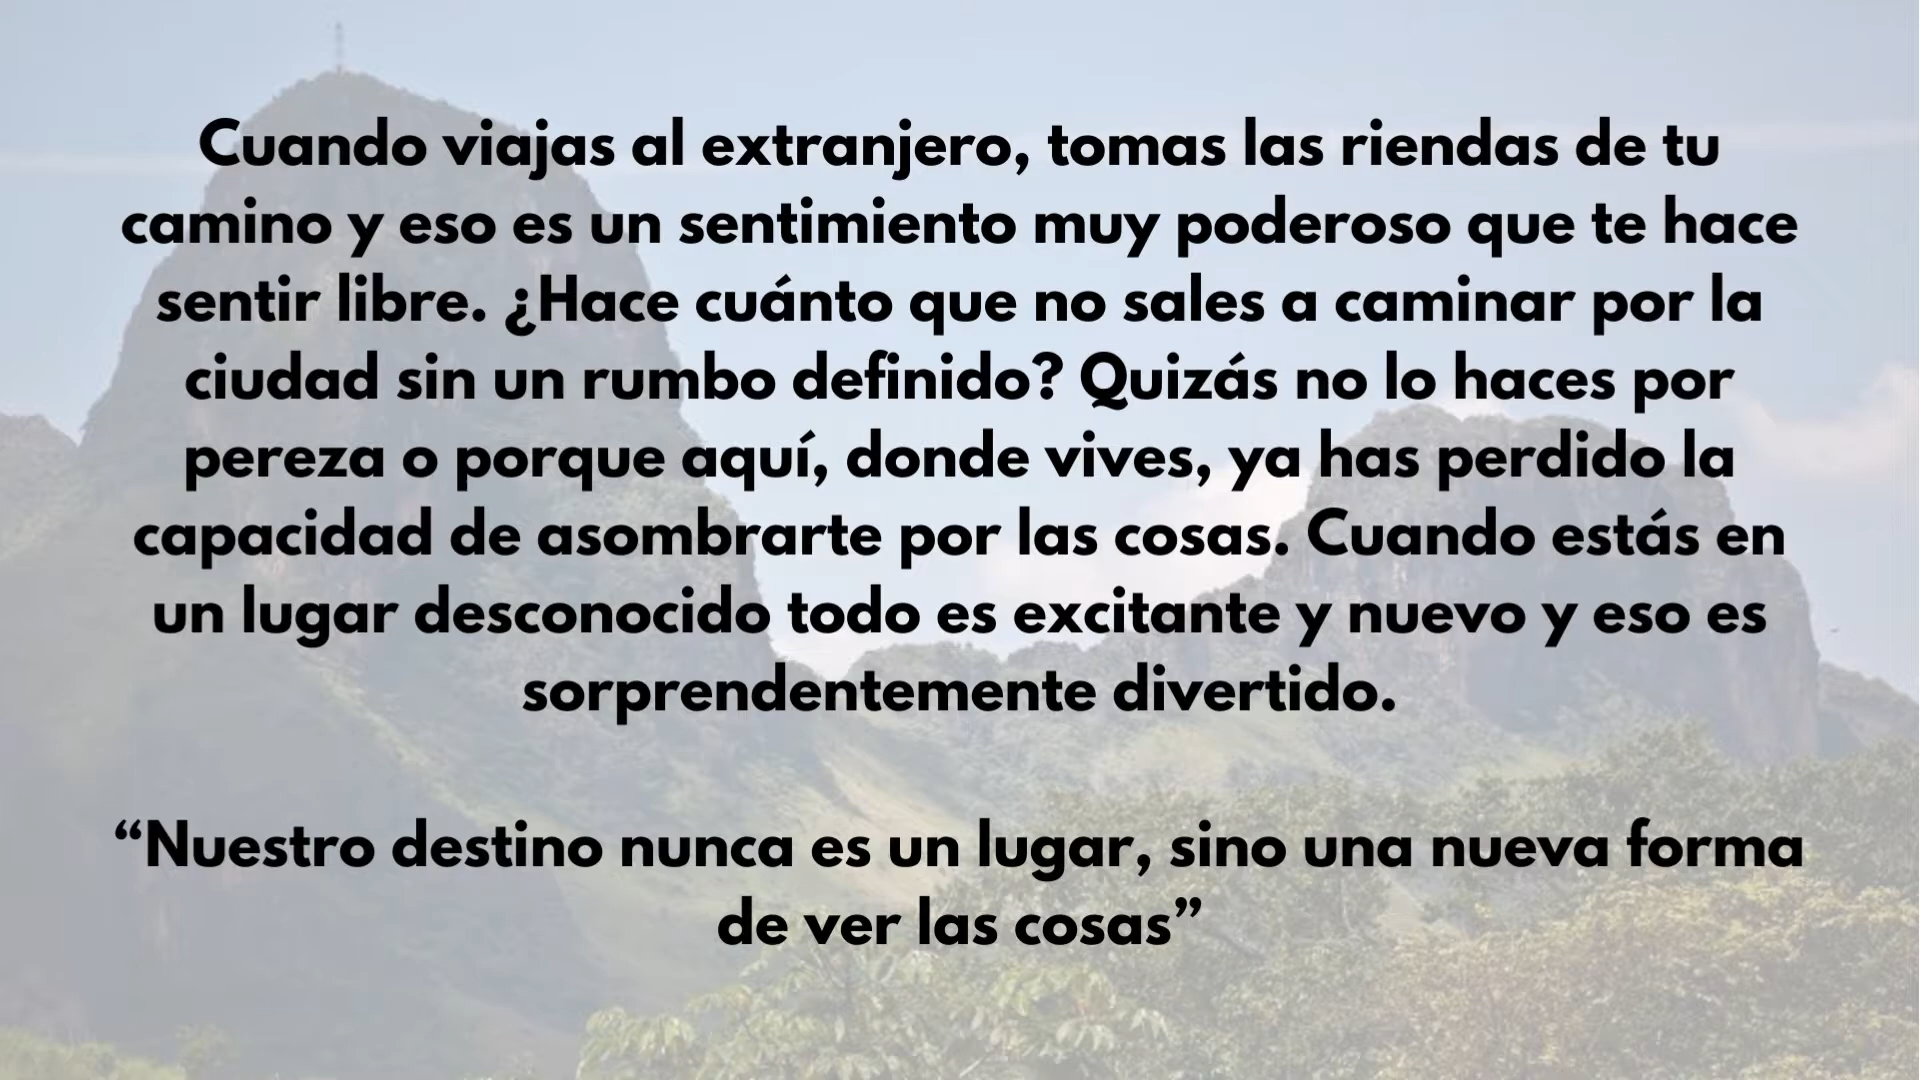 Cuando viajas al extranjero, tomas las riendas de tu
camino y eso es un sentimiento muy poderoso que te hace
sentir libre. ¿Hace cuánto que no sales a caminar por la
ciudad sin un rumbo definido? Quizás no lo haces por
pereza o porque aquí, donde vives, ya has perdido la
capacidad de asombrarte por las cosas. Cuando estás en
un lugar desconocido todo es excitante y nuevo y eso es
sorprendentemente divertido.
“Nuestro destino nunca es un lugar, sino una nueva forma
de ver las cosas”